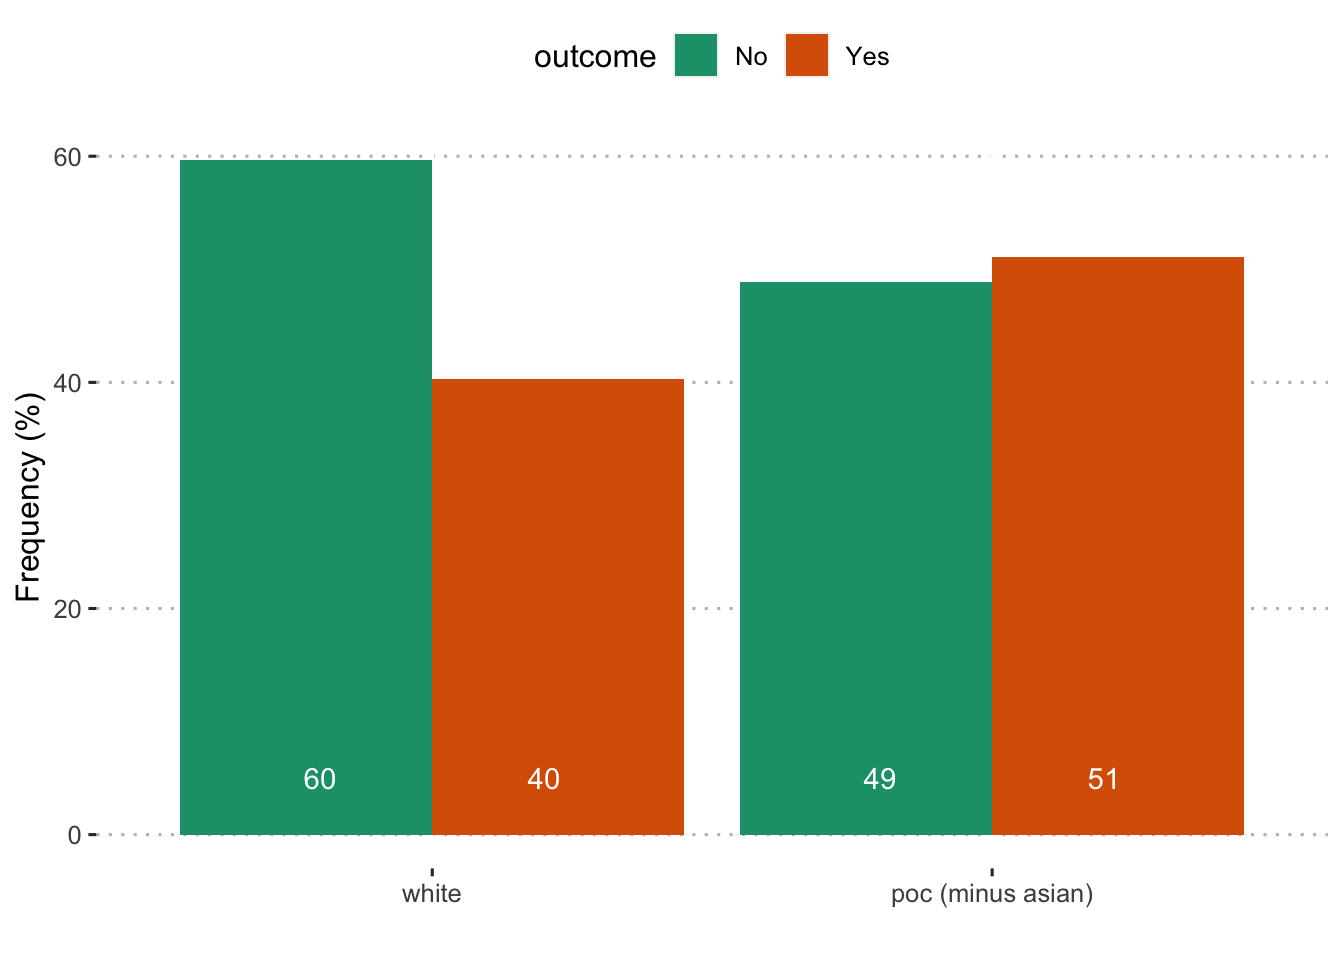 outcome No Yes
60
40
20
0
Frequency (%)
60 40 49 51
white poc (minus asian)